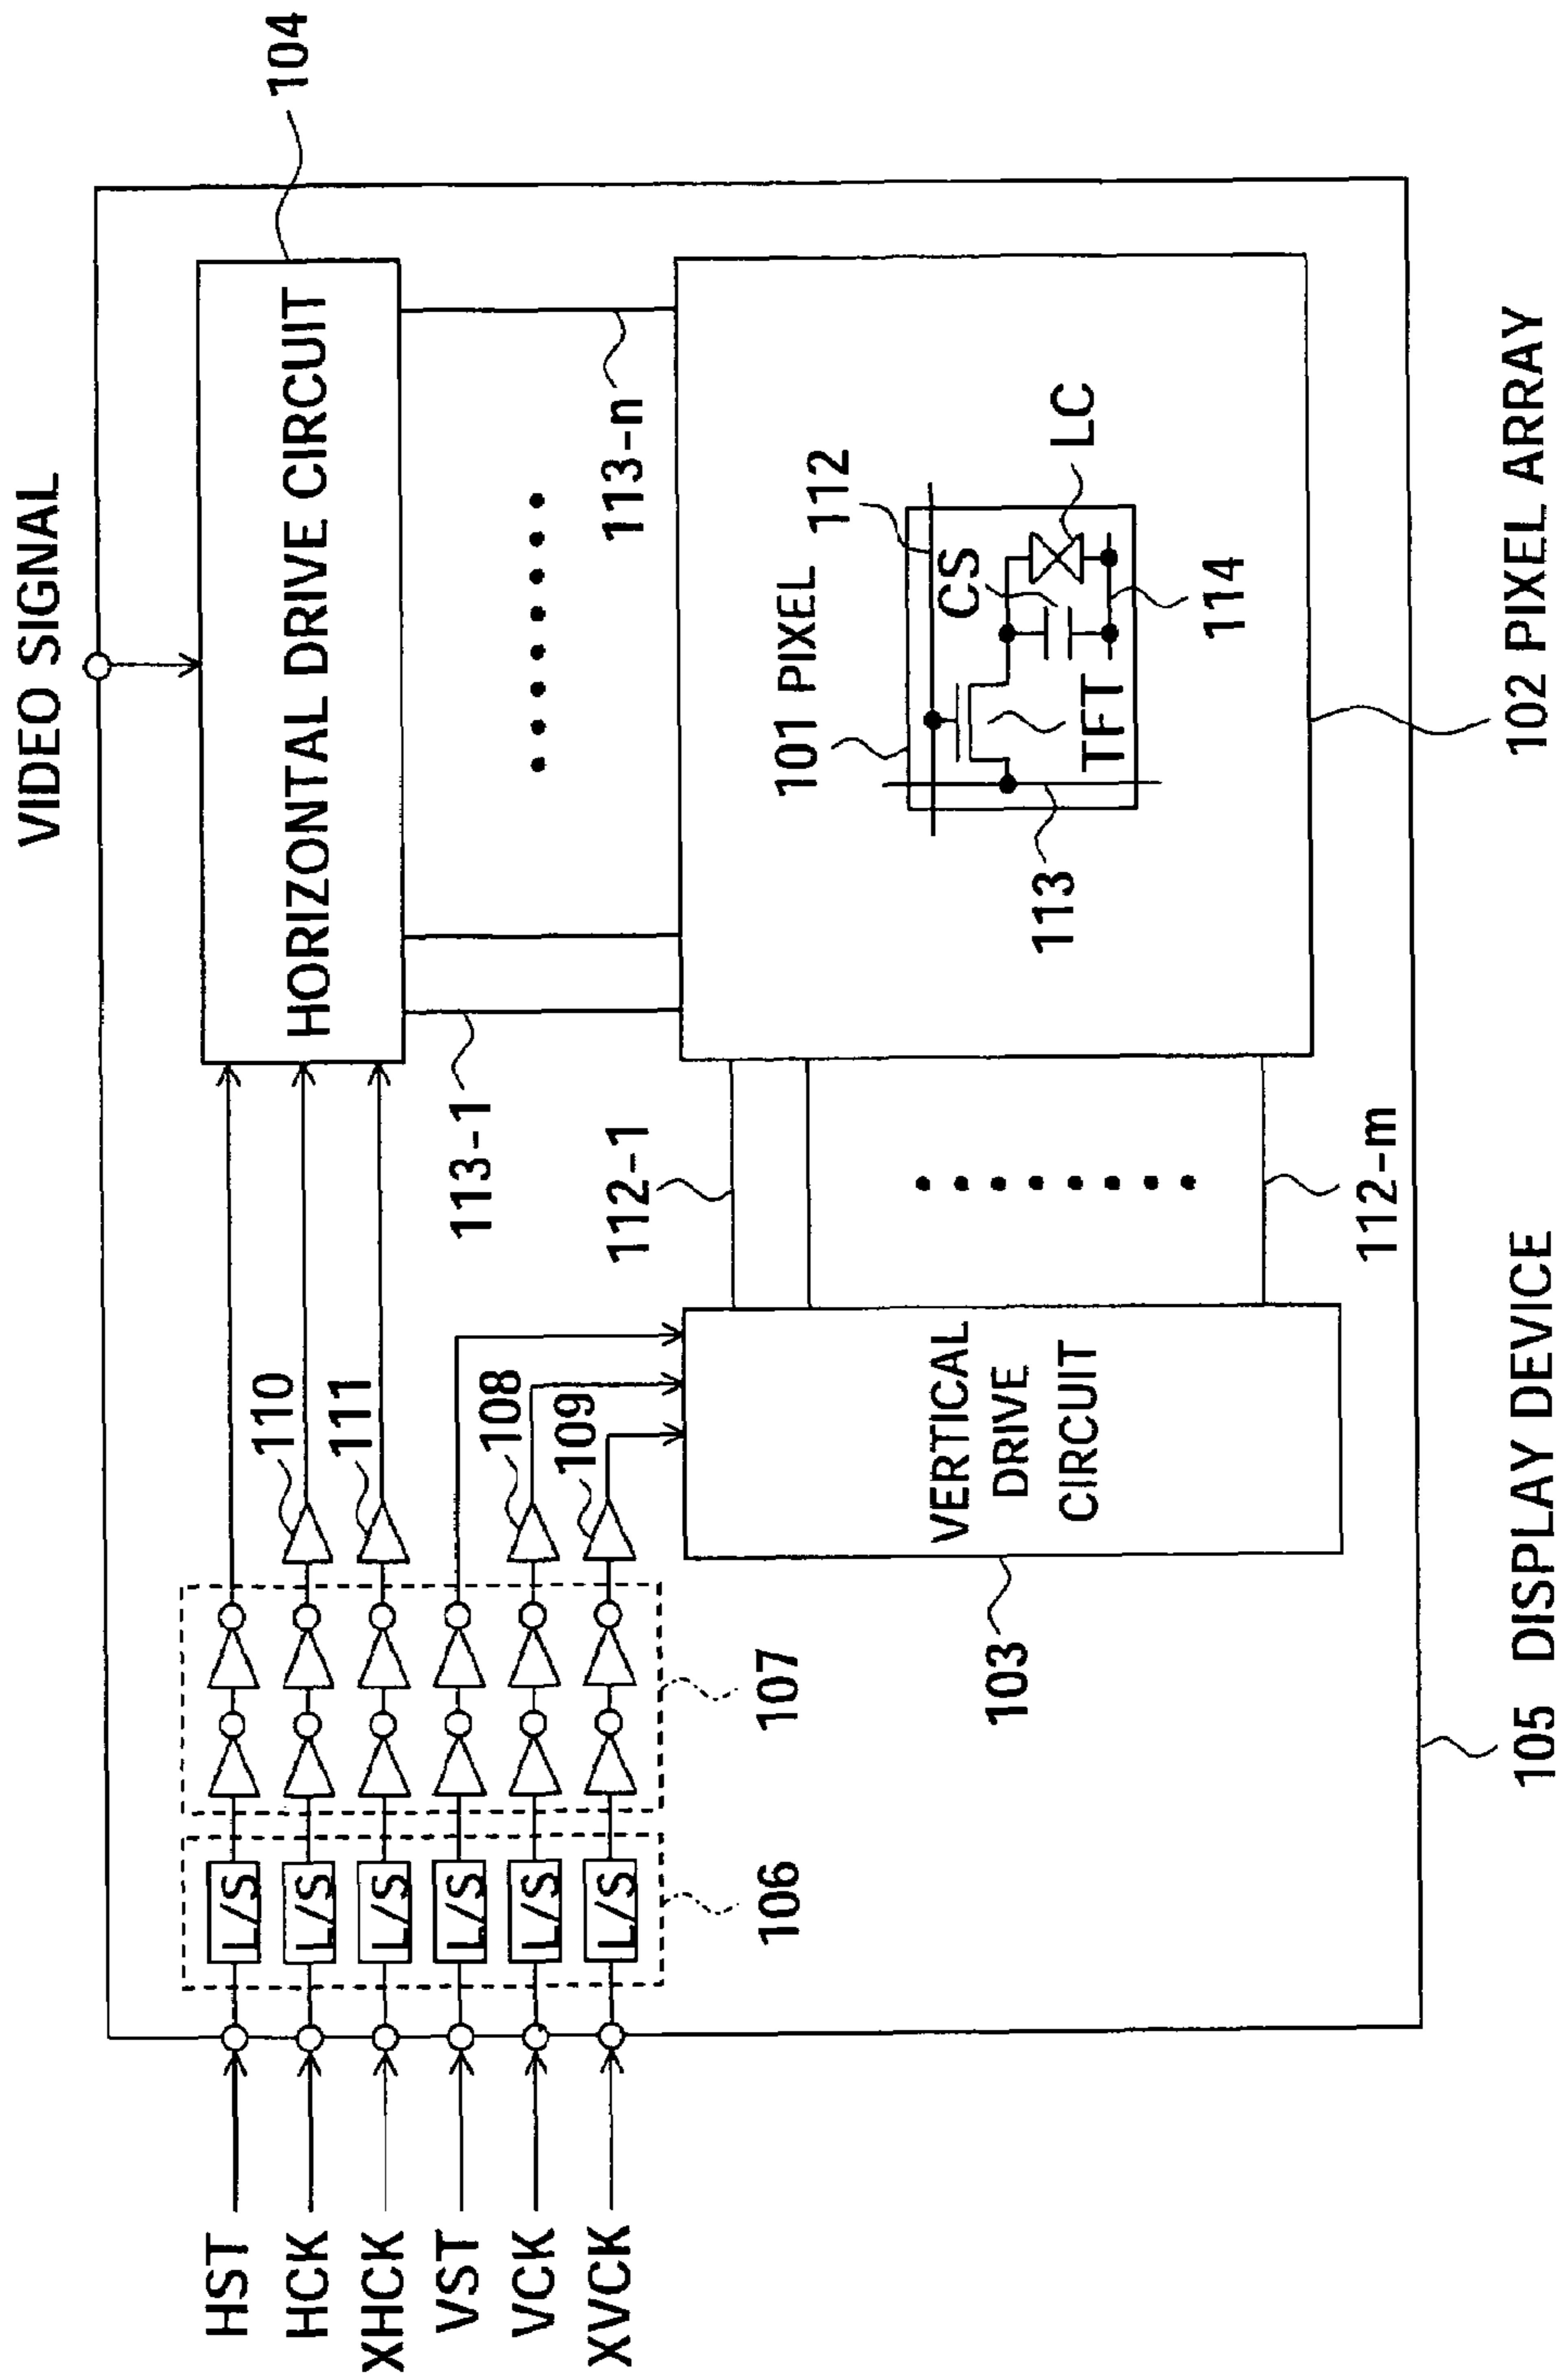 VIDEO SIGNAL
104
HORIZONTAL DRIVE CIRCUIT
HST
HCK
XHCK
VST
VCK
XVCK
L/S
L/S
L/S
L/S
L/S
L/S
106
107
110
111
108
109
113-1
113-n
112-1
112-m
VERTICAL
DRIVE
CIRCUIT
103
101 PIXEL
112
CS
LC
TFT
113
114
102 PIXEL ARRAY
105 DISPLAY DEVICE